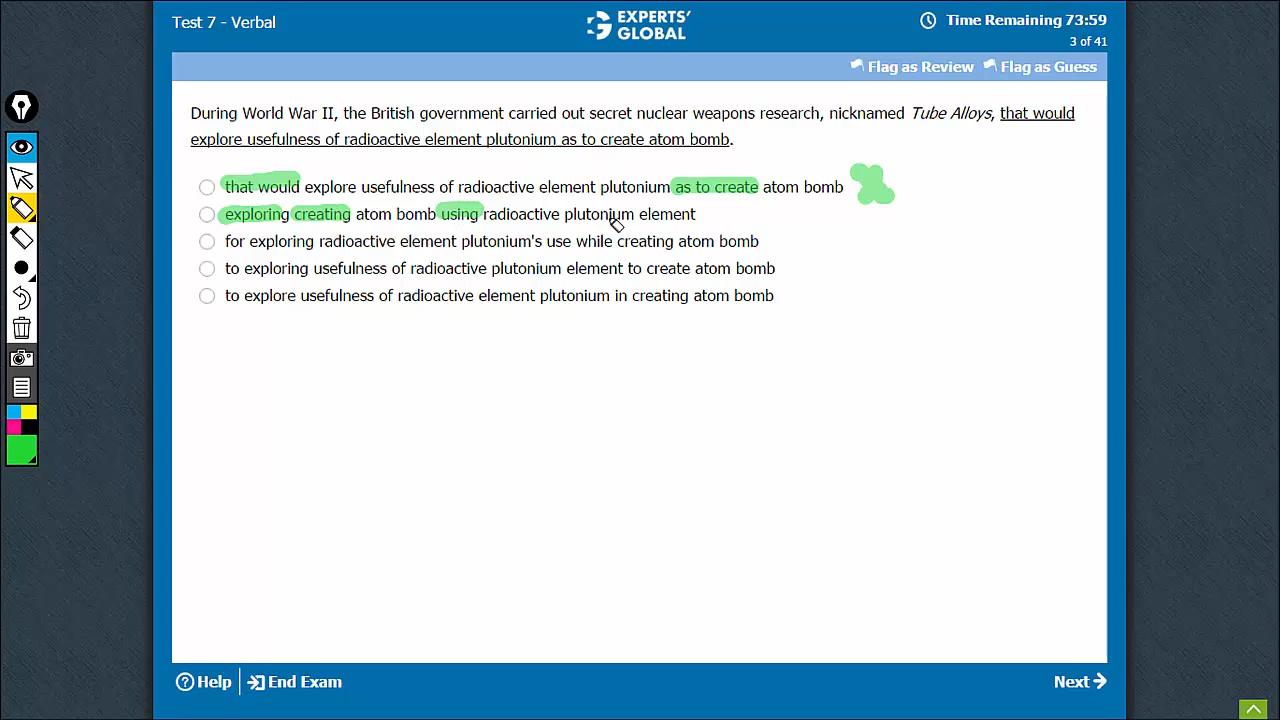 Test 7 - Verbal
EXPERTS’
GLOBAL
Time Remaining 73:59
3 of 41
Flag as Review
Flag as Guess
During World War II, the British government carried out secret nuclear weapons research, nicknamed Tube Alloys, that would
explore usefulness of radioactive element plutonium as to create atom bomb.
that would explore usefulness of radioactive element plutonium as to create atom bomb
exploring creating atom bomb using radioactive plutonium element
for exploring radioactive element plutonium's use while creating atom bomb
to exploring usefulness of radioactive plutonium element to create atom bomb
to explore usefulness of radioactive element plutonium in creating atom bomb
Help
End Exam
Next